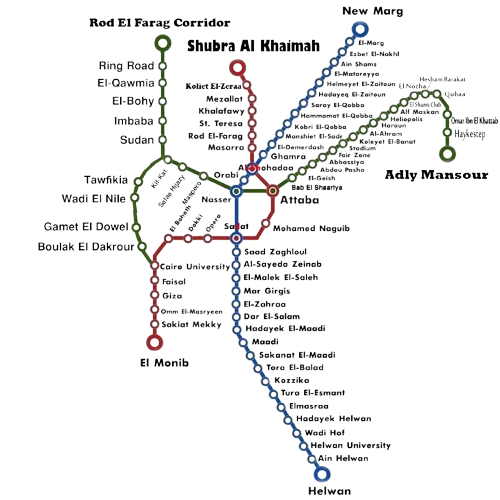 New Marg
Rod El Farag Corridor
Shubra Al Khaimah
Ring Road
El-Qawmia
El-Bohy
Imbaba
Sudan
Koliet El-Zeraa
Mezallat
Khalafawy
St. Teresa
Rod El-Farag
Masarra
Al-Shohadaa
El-Marg
Ezbet El-Nakhl
Ain Shams
El-Matareyya
Helmeyet El-Zaitoun
Hadayeq El-Zaitoun
Saray El-Qobba
Hammamat El-Qobba
Kobri El-Qobba
Manshiet El-Sadr
El-Demerdash
Ghamra
Orobi
Hesham Barakat
El Nozha
Qubaa
El Shams Club
Alf Maskan
Heliopolis
Haroun
Al-Ahram
Koleyet El-Banat
Stadium
Fair Zone
Abbassiya
Abdou Pasha
El-Geish
Bab El Shaariya
Omar Ibn El Khattab
Haykestep
Adly Mansour
Kit Kat
Safaa Hijazy
Maspero
Nasser
Attaba
Tawfikia
Wadi El Nile
Gamet El Dowel
Boulak El Dakrour
El Bohoth
Dokki
Opera
Sadat
Mohamed Naguib
Cairo University
Faisal
Giza
Omm El-Masryeen
Sakiat Mekky
El Monib
Saad Zaghloul
Al-Sayeda Zeinab
El-Malek El-Saleh
Mar Girgis
El-Zahraa
Dar El-Salam
Hadayek El-Maadi
Maadi
Sakanat El-Maadi
Tora El-Balad
Kozzika
Tura El-Esmant
Elmasraa
Hadayek Helwan
Wadi Hof
Helwan University
Ain Helwan
Helwan